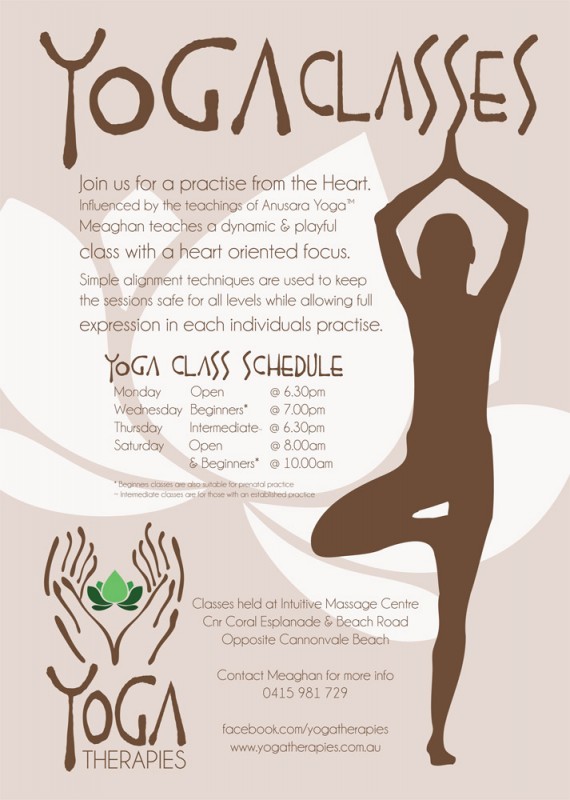 YOGA CLASSES
Join us for a practise from the Heart.
Influenced by the teachings of Anusara Yoga™
Meaghan teaches a dynamic & playful
class with a heart oriented focus.
Simple alignment techniques are used to keep
the sessions safe for all levels while allowing full
expression in each individuals practise.
YOGA CLASS SCHEDULE
Monday Open @ 6.30pm
Wednesday Beginners* @ 7.00pm
Thursday Intermediate~ @ 6.30pm
Saturday Open @ 8.00am
& Beginners* @ 10.00am
* Beginners classes are also suitable for prenatal practice
~ Intermediate classes are for those with an established practice
Classes held at Intuitive Massage Centre
Cnr Coral Esplanade & Beach Road
Opposite Cannonvale Beach
Contact Meaghan for more info
0415 981 729
facebook.com/yogatherapies
www.yogatherapies.com.au
YOGA
THERAPIES